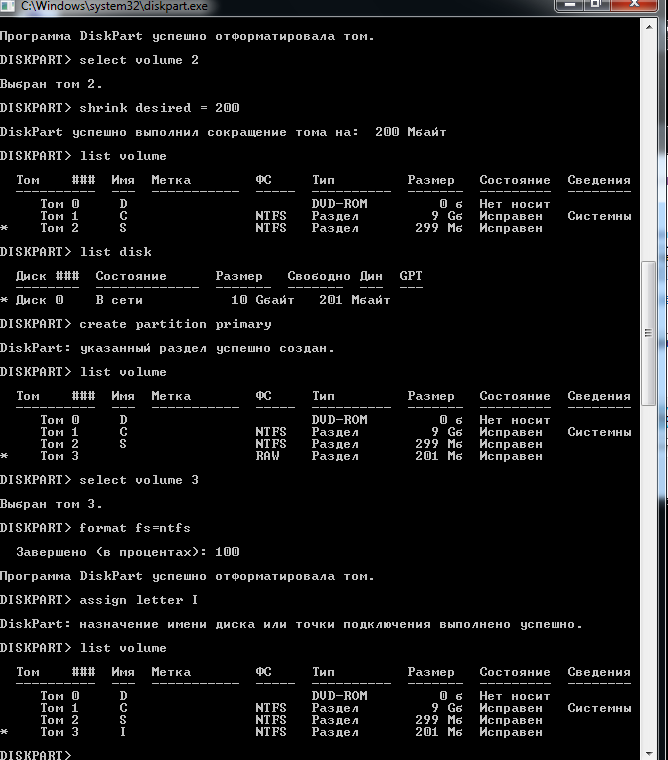 C:\Windows\system32\diskpart.exe
Программа DiskPart успешно отформатировала том.
DISKPART> select volume 2
Выбран том 2.
DISKPART> shrink desired = 200
DiskPart успешно выполнил сокращение тома на:  200 Mбайт
DISKPART> list volume
Том    ###  Имя  Метка        ФС     Тип         Размер   Состояние  Сведения
----------  ---  -----------  -----  ----------  -------  ---------  --------
Том 0     D                       DVD-ROM         0 б  Нет носит
Том 1     C                NTFS   Раздел          9 Gб  Исправен   Системны
* Том 2     S                NTFS   Раздел        299 Mб  Исправен
DISKPART> list disk
Диск ###  Состояние      Размер   Свободно  Дин  GPT
--------  -------------  -------  --------  ---  ---
* Диск 0    В сети           10 Gбайт   201 Mбайт
DISKPART> create partition primary
DiskPart: указанный раздел успешно создан.
DISKPART> list volume
Том    ###  Имя  Метка        ФС     Тип         Размер   Состояние  Сведения
----------  ---  -----------  -----  ----------  -------  ---------  --------
Том 0     D                       DVD-ROM         0 б  Нет носит
Том 1     C                NTFS   Раздел          9 Gб  Исправен   Системны
Том 2     S                NTFS   Раздел        299 Mб  Исправен
* Том 3                      RAW    Раздел        201 Mб  Исправен
DISKPART> select volume 3
Выбран том 3.
DISKPART> format fs=ntfs
Завершено (в процентах): 100
Программа DiskPart успешно отформатировала том.
DISKPART> assign letter I
DiskPart: назначение имени диска или точки подключения выполнено успешно.
DISKPART> list volume
Том    ###  Имя  Метка        ФС     Тип         Размер   Состояние  Сведения
----------  ---  -----------  -----  ----------  -------  ---------  --------
Том 0     D                       DVD-ROM         0 б  Нет носит
Том 1     C                NTFS   Раздел          9 Gб  Исправен   Системны
Том 2     S                NTFS   Раздел        299 Mб  Исправен
* Том 3     I                NTFS   Раздел        201 Mб  Исправен
DISKPART>